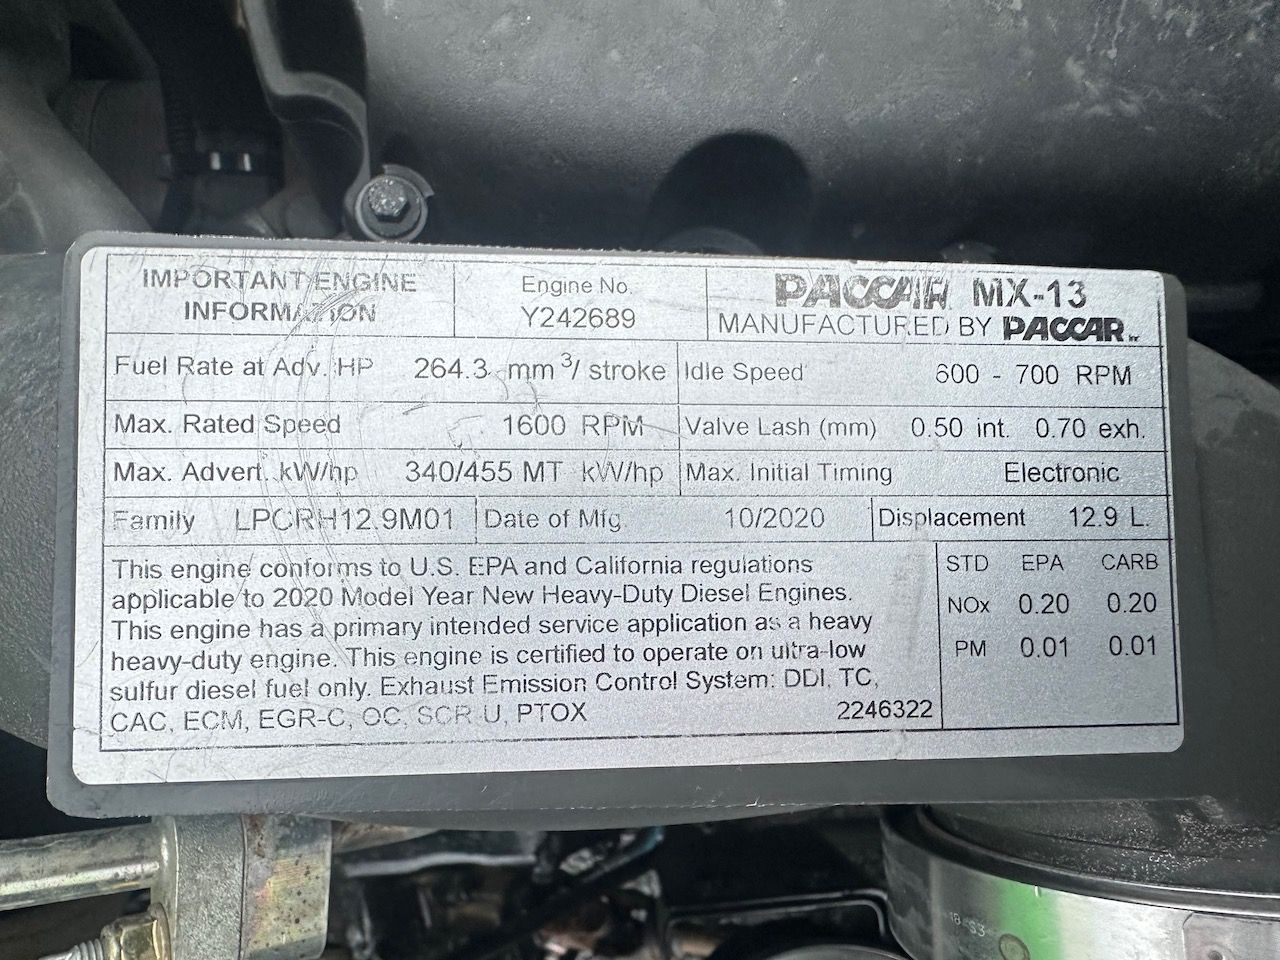 IMPORTANT ENGINE
INFORMATION
Engine No.
Y242689
PACCAR MX-13
MANUFACTURED BY PACCAR Inc
Fuel Rate at Adv. HP 264.3 mm³/ stroke
Idle Speed 600 - 700 RPM
Max. Rated Speed 1600 RPM
Valve Lash (mm) 0.50 int. 0.70 exh.
Max. Advert. kW/hp 340/455 MT kW/hp
Max. Initial Timing Electronic
Family LPCRH12.9M01
Date of Mfg 10/2020
Displacement 12.9 L.
This engine conforms to U.S. EPA and California regulations
applicable to 2020 Model Year New Heavy-Duty Diesel Engines.
This engine has a primary intended service application as a heavy
heavy-duty engine. This engine is certified to operate on ultra-low
sulfur diesel fuel only. Exhaust Emission Control System: DDI, TC,
CAC, ECM, EGR-C, OC, SCR U, PTOX
2246322
STD EPA CARB
NOx 0.20 0.20
PM 0.01 0.01